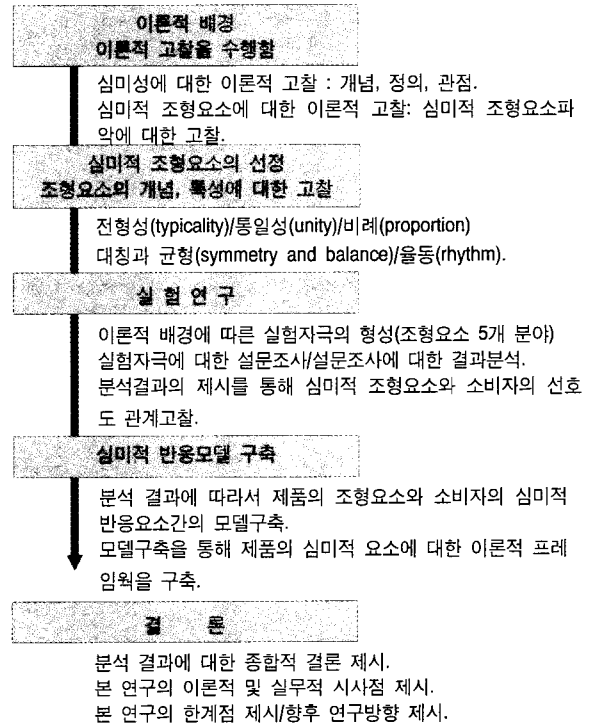 이론적 배경
이론적 고찰을 수행함
심미성에 대한 이론적 고찰 : 개념, 정의, 관점.
심미적 조형요소에 대한 이론적 고찰: 심미적 조형요소파
악에 대한 고찰.
심미적 조형요소의 선정
조형요소의 개념, 특성에 대한 고찰
전형성(typicality)/통일성(unity)/비례(proportion)
대칭과 균형(symmetry and balance)/율동(rhythm).
실 험 연 구
이론적 배경에 따른 실험자극의 형성(조형요소 5개 분야)
실험자극에 대한 설문조사/설문조사에 대한 결과분석.
분석결과의 제시를 통해 심미적 조형요소와 소비자의 선호
도 관계고찰.
심미적 반응모델 구축
분석 결과에 따라서 제품의 조형요소와 소비자의 심미적
반응요소간의 모델구축.
모델구축을 통해 제품의 심미적 요소에 대한 이론적 프레
임웍을 구축.
결 론
분석 결과에 대한 종합적 결론 제시.
본 연구의 이론적 및 실무적 시사점 제시.
본 연구의 한계점 제시/향후 연구방향 제시.